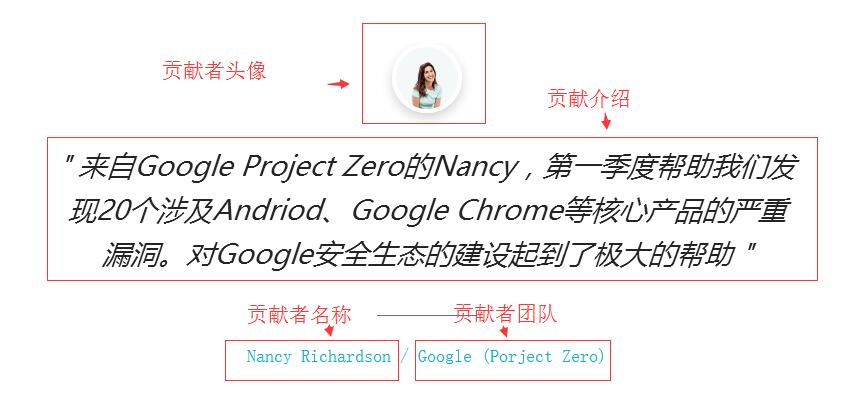 贡献者头像
贡献介绍
" 来自Google Project Zero的Nancy，第一季度帮助我们发
现20个涉及Andriod、Google Chrome等核心产品的严重
漏洞。对Google安全生态的建设起到了极大的帮助 "
贡献者名称 贡献者团队
Nancy Richardson / Google (Porject Zero)